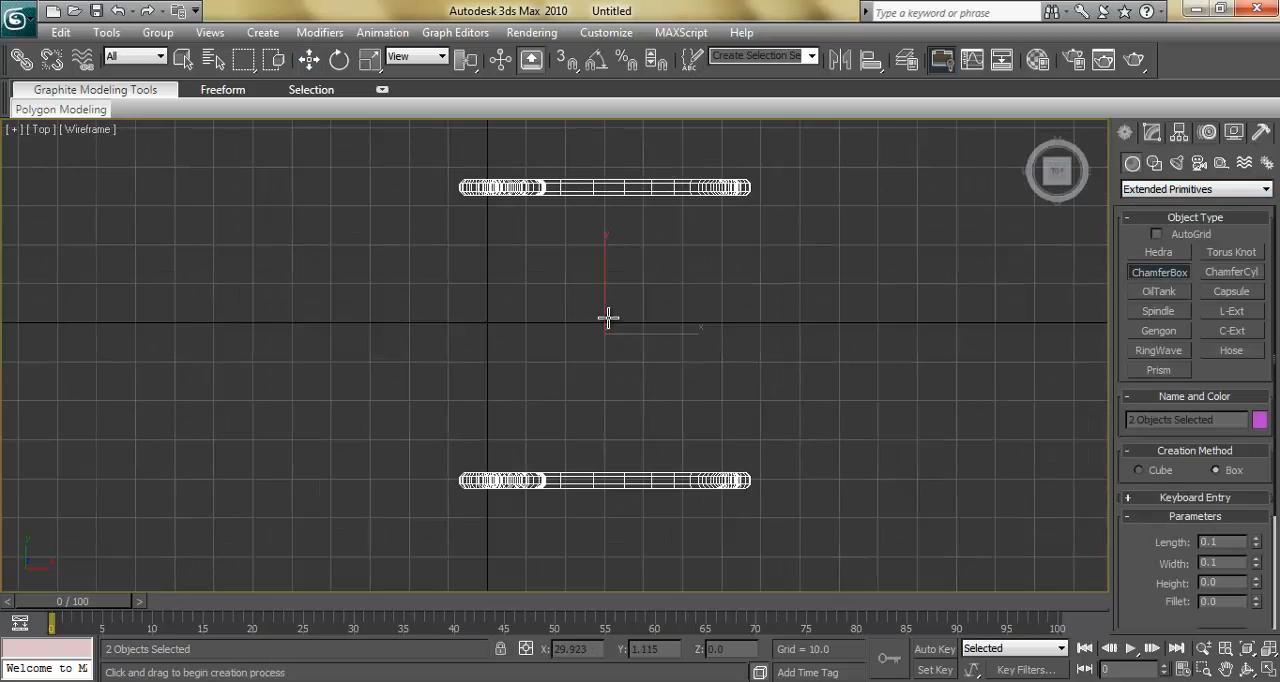 Autodesk 3ds Max 2010 Untitled
Type a keyword or phrase
Edit Tools Group Views Create Modifiers Animation Graph Editors Rendering Customize MAXScript Help
All View 3 Create Selection Se
Graphite Modeling Tools Freeform Selection
Polygon Modeling
[ + ] [ Top ] [ Wireframe ]
TOP
Extended Primitives
- Object Type
AutoGrid
Hedra Torus Knot
ChamferBox ChamferCyl
OilTank Capsule
Spindle L-Ext
Gengon C-Ext
RingWave Hose
Prism
- Name and Color
2 Objects Selected
- Creation Method
Cube Box
+ Keyboard Entry
- Parameters
Length: 0.1
Width: 0.1
Height: 0.0
Fillet: 0.0
y
x
y
x
< 0 / 100 >
0 5 10 15 20 25 30 35 40 45 50 55 60 65 70 75 80 85 90 95 100
2 Objects Selected X: 29.923 Y: 1.115 Z: 0.0 Grid = 10.0 Auto Key Selected
Welcome to M Click and drag to begin creation process Add Time Tag Set Key Key Filters... 0